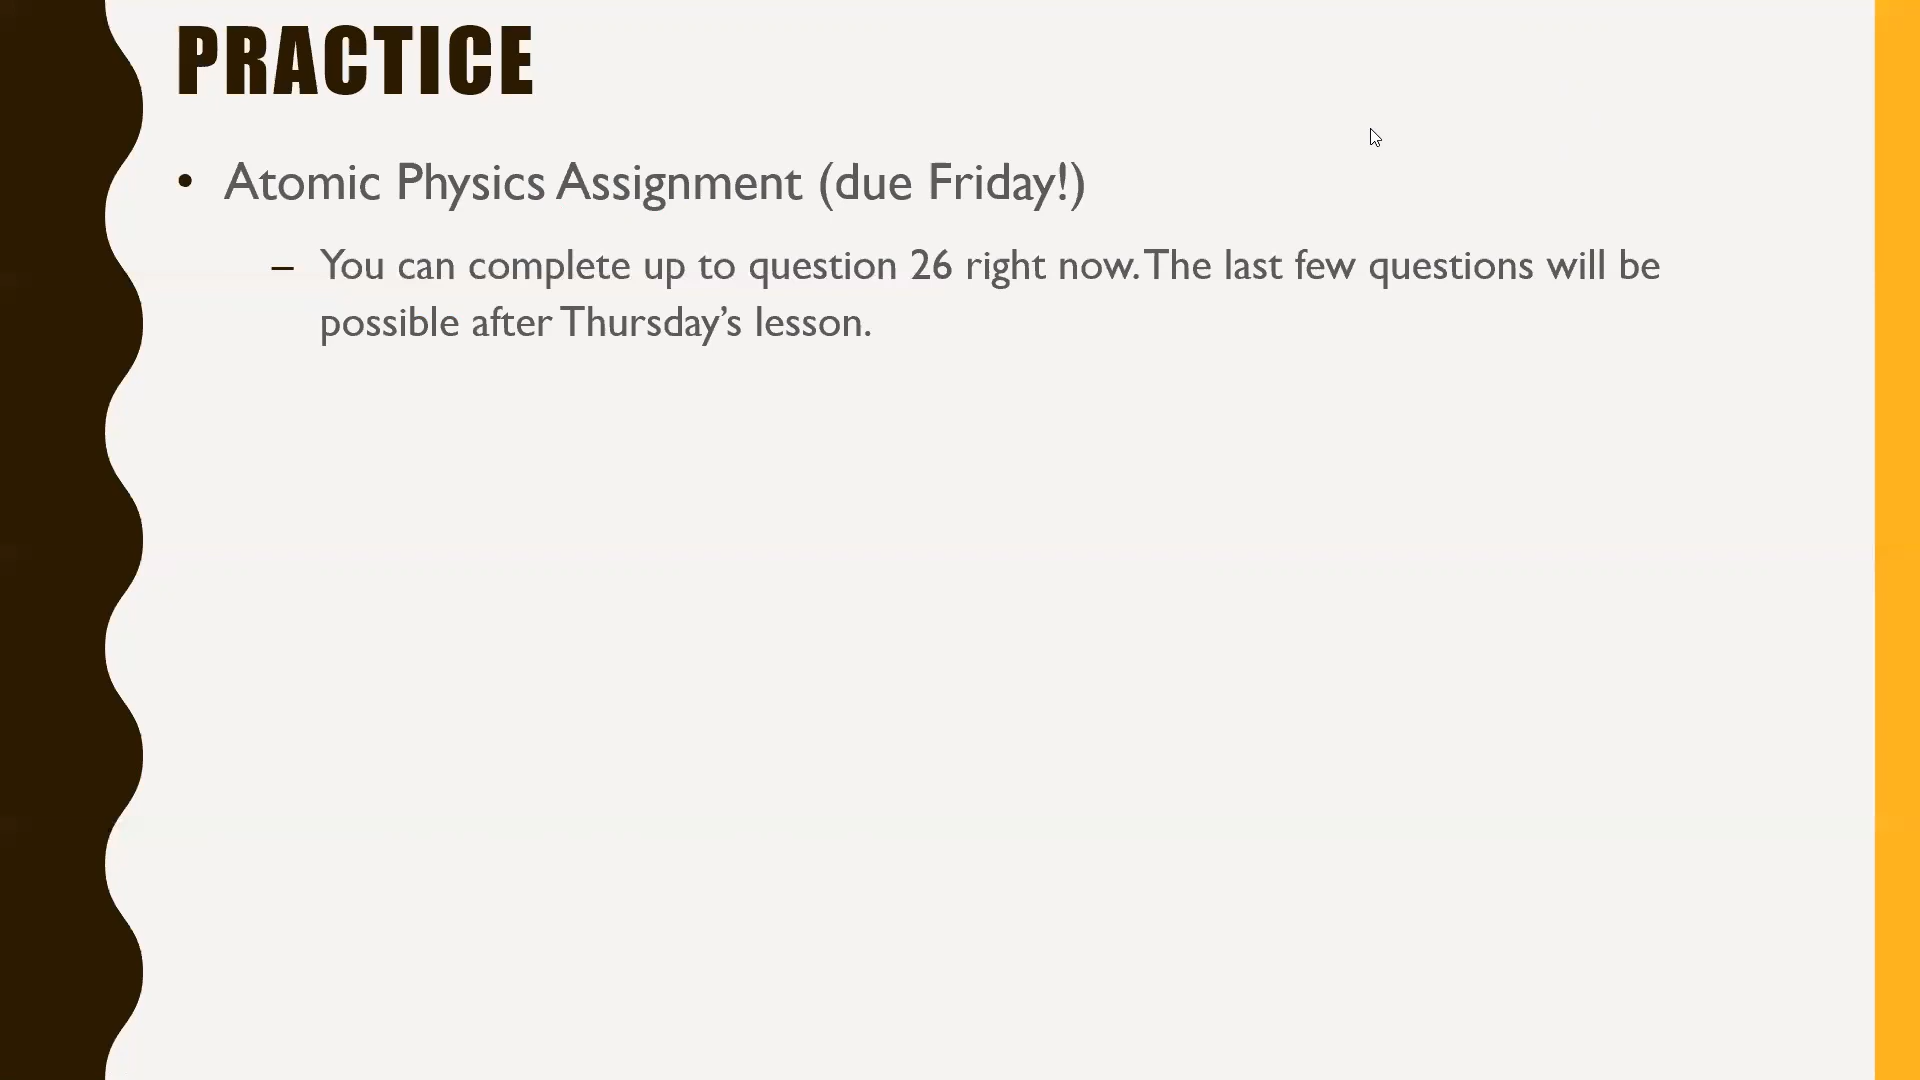 PRACTICE
• Atomic Physics Assignment (due Friday!)
– You can complete up to question 26 right now. The last few questions will be
possible after Thursday’s lesson.